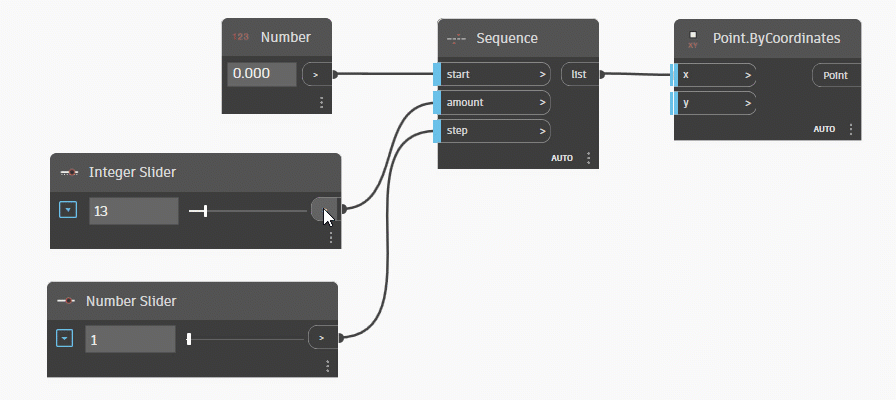 123 Number
0.000 >
Sequence
start > list
amount >
step >
AUTO
XY Point.ByCoordinates
x > Point
y >
AUTO
Integer Slider
13
Number Slider
1 >